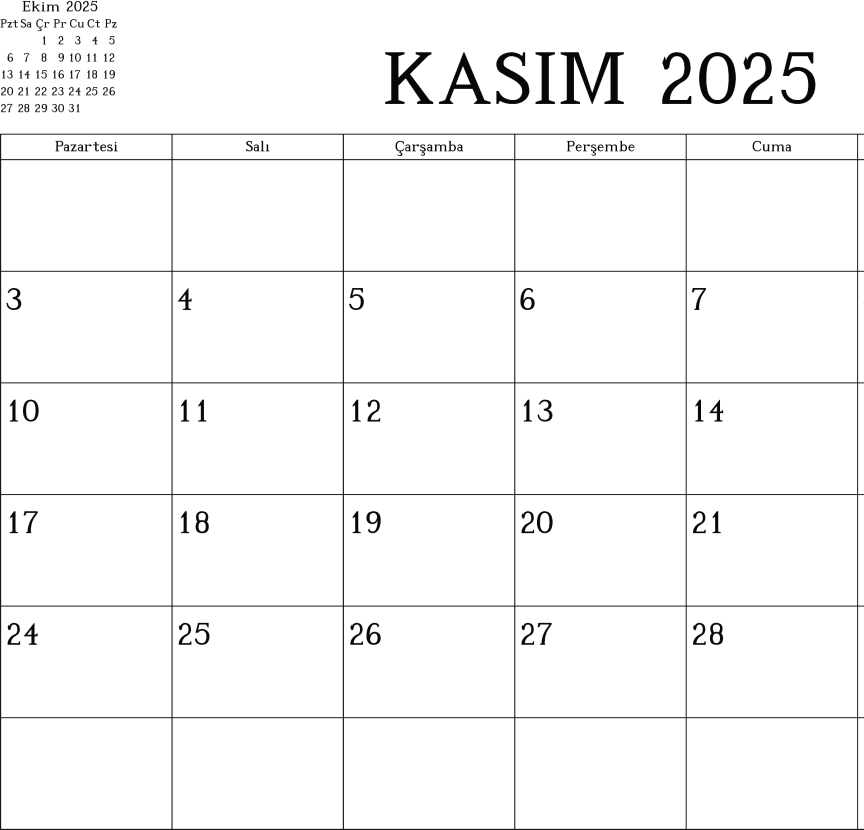 Ekim 2025
Pzt Sa Çr Pr Cu Ct Pz
1 2 3 4 5
6 7 8 9 10 11 12
13 14 15 16 17 18 19
20 21 22 23 24 25 26
27 28 29 30 31
KASIM 2025
Pazartesi Salı Çarşamba Perşembe Cuma
3 4 5 6 7
10 11 12 13 14
17 18 19 20 21
24 25 26 27 28